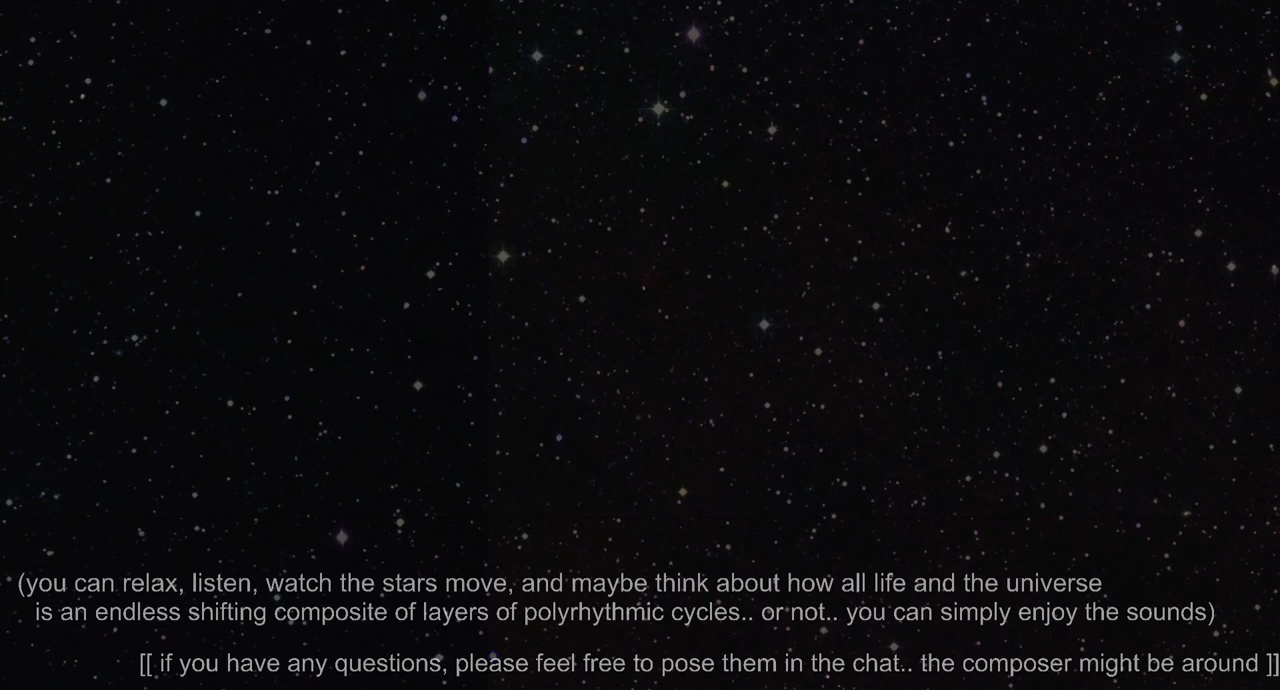 (you can relax, listen, watch the stars move, and maybe think about how all life and the universe
is an endless shifting composite of layers of polyrhythmic cycles.. or not.. you can simply enjoy the sounds)
[[ if you have any questions, please feel free to pose them in the chat.. the composer might be around ]]